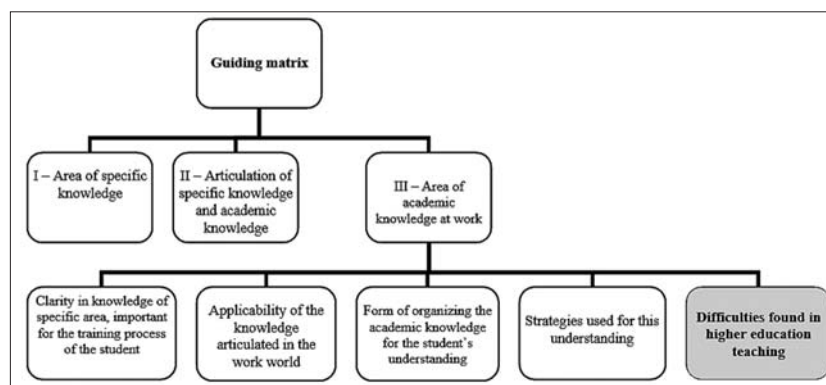 Guiding matrix
I – Area of specific
knowledge
II – Articulation of
specific knowledge
and academic
knowledge
III – Area of
academic
knowledge at work
Clarity in knowledge of
specific area, important
for the training process
of the student
Applicability of the
knowledge
articulated in the
work world
Form of organizing the
academic knowledge
for the student`s
understanding
Strategies used for this
understanding
Difficulties found in
higher education
teaching